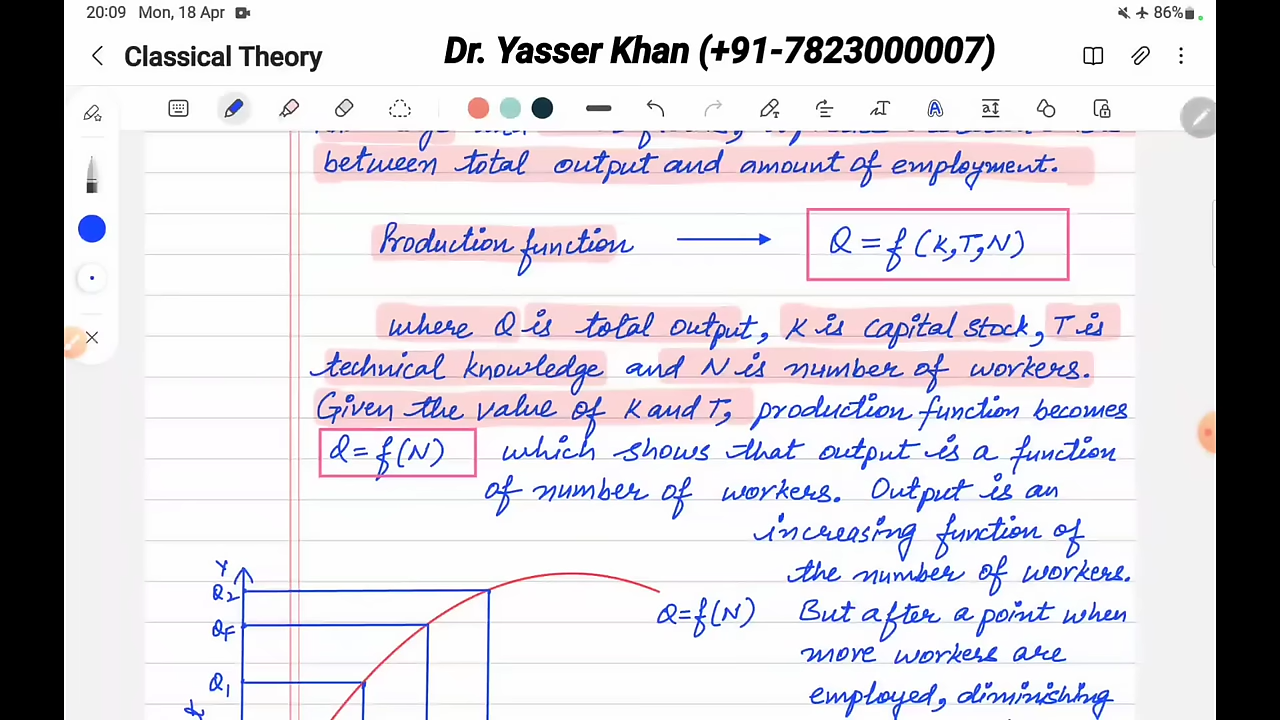 20:09 Mon, 18 Apr
86%
Classical Theory
Dr. Yasser Khan (+91-7823000007)
between total output and amount of employment.
Production function
Q = f (K,T,N)
where Q is total output, K is capital stock, T is
technical knowledge and N is number of workers.
Given the value of K and T, production function becomes
Q = f(N) which shows that output is a function
of number of workers. Output is an
increasing function of
the number of workers.
Y
Q2
Q=f(N) But after a point when
QF
more workers are
Q1
employed, diminishing